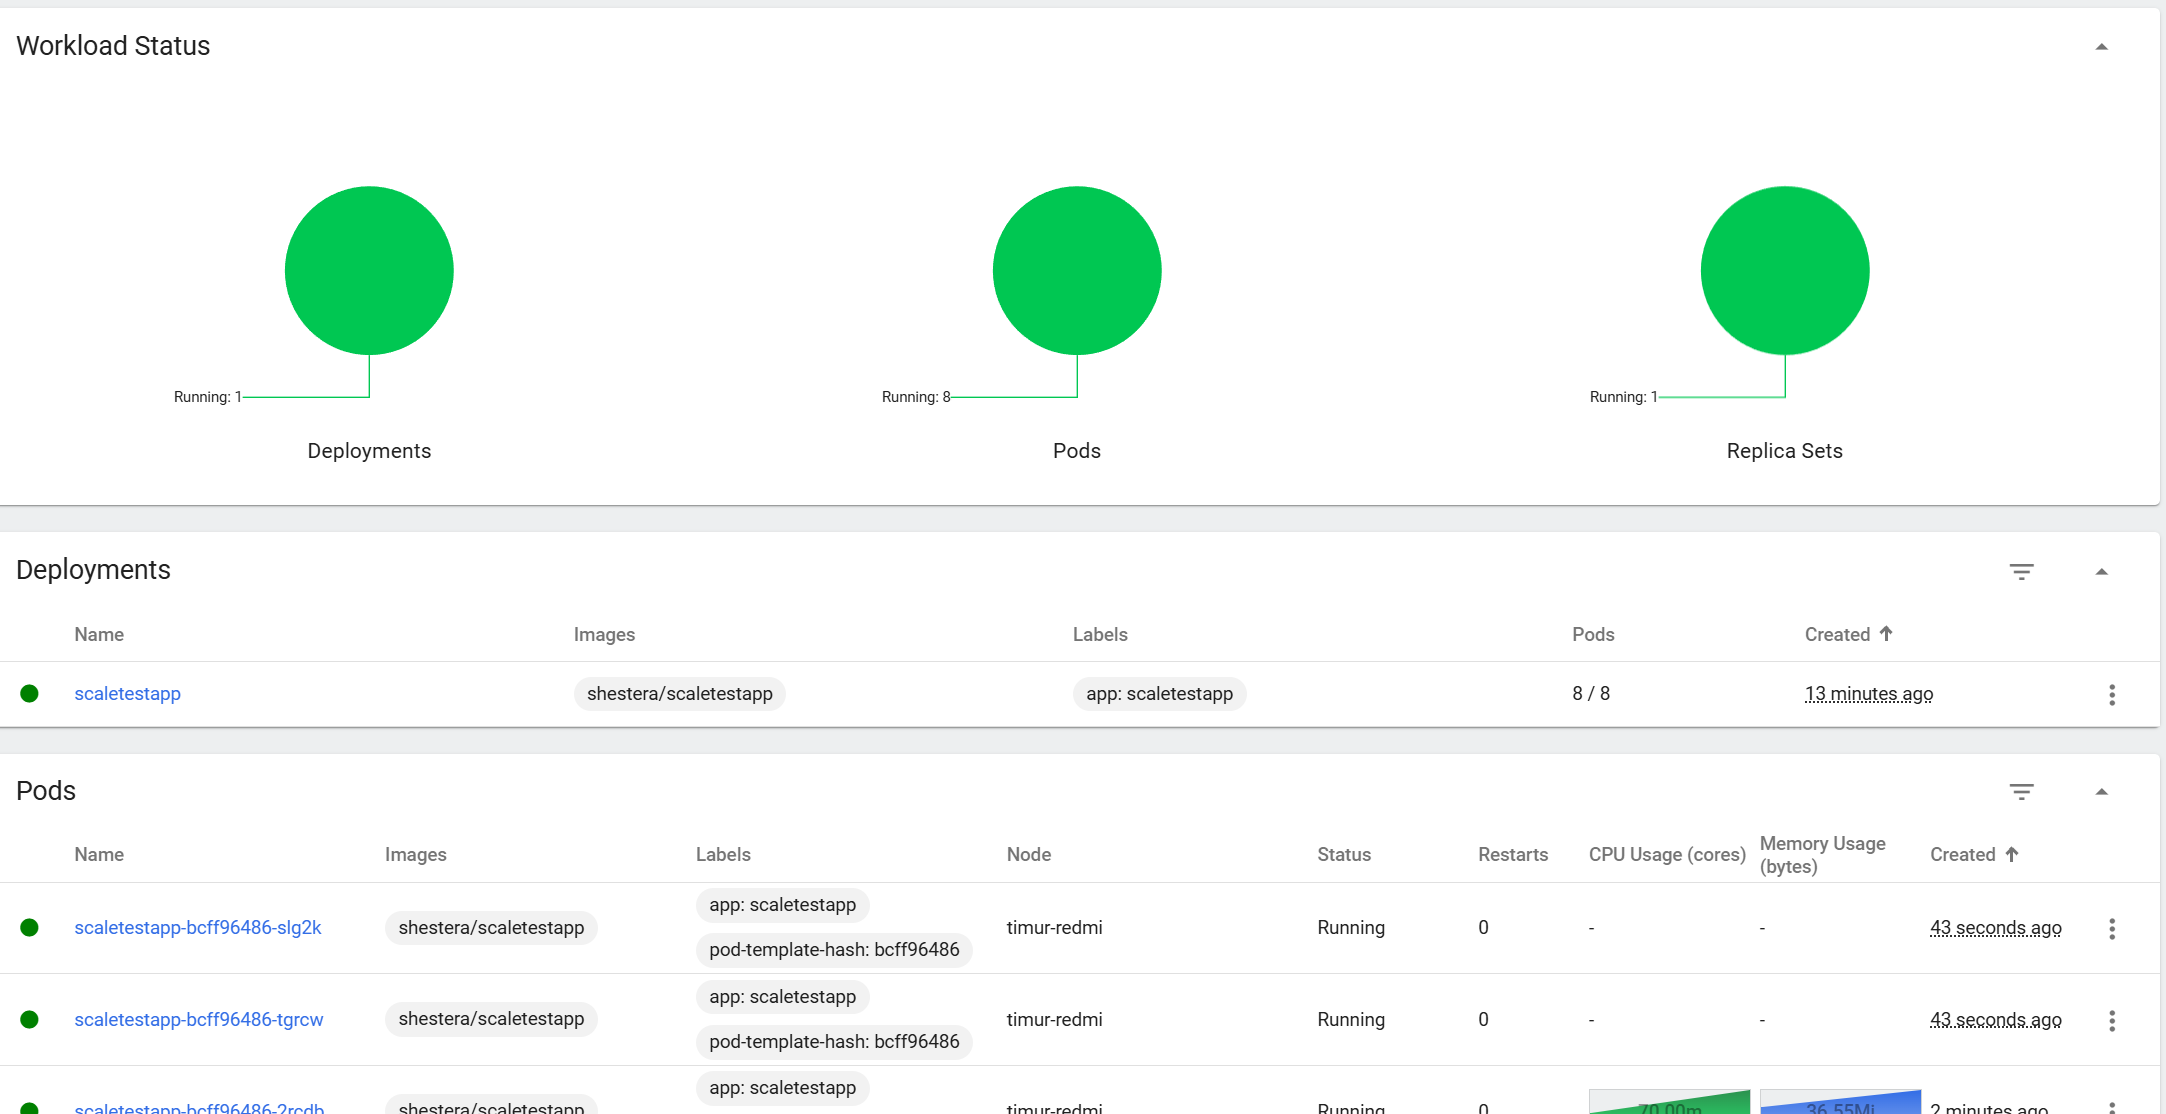 Workload Status
Running: 1
Running: 8
Running: 1
Deployments
Pods
Replica Sets
Deployments
Name Images Labels Pods Created
scaletestapp shestera/scaletestapp app: scaletestapp 8 / 8 13 minutes ago
Pods
Name Images Labels Node Status Restarts CPU Usage (cores) Memory Usage (bytes) Created
app: scaletestapp
scaletestapp-bcff96486-slg2k shestera/scaletestapp timur-redmi Running 0 - - 43 seconds ago
pod-template-hash: bcff96486
app: scaletestapp
scaletestapp-bcff96486-tgrcw shestera/scaletestapp timur-redmi Running 0 - - 43 seconds ago
pod-template-hash: bcff96486
app: scaletestapp
scaletestapp-bcff96486-2rcdb shestera/scaletestapp timur-redmi Running 0 70.00m 36.55Mi 2 minutes ago